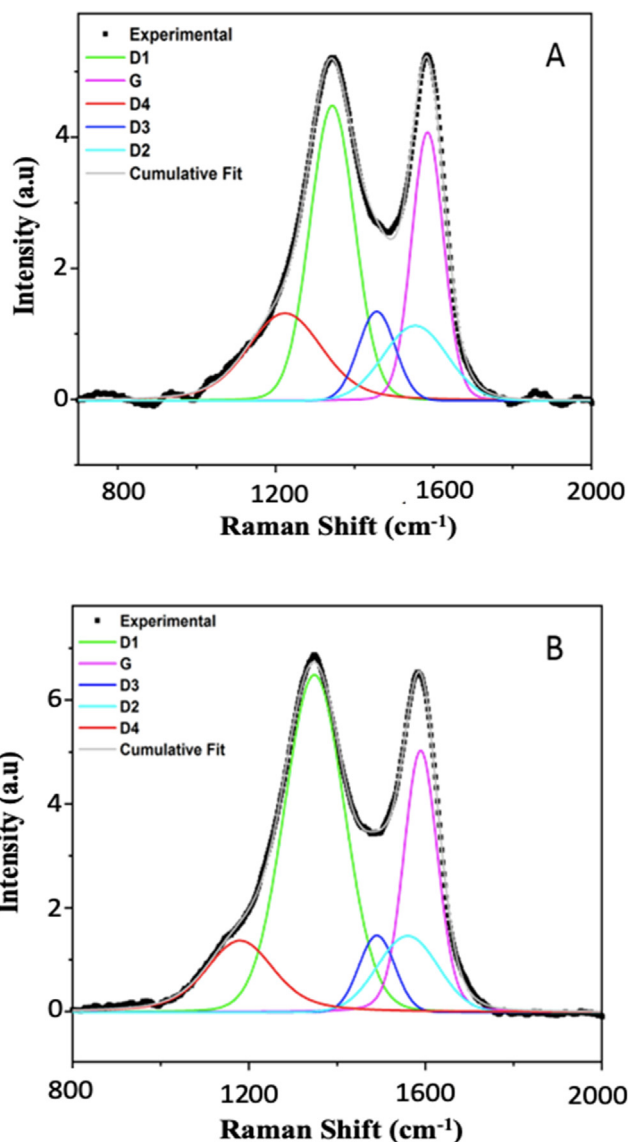 Experimental
D1
G
D4
D3
D2
Cumulative Fit
A
4
2
0
Intensity (a.u)
800 1200 1600 2000
Raman Shift (cm-1)
Experimental
D1
G
D3
D2
D4
Cumulative Fit
B
6
4
2
0
Intensity (a.u)
800 1200 1600 2000
Raman Shift (cm-1)